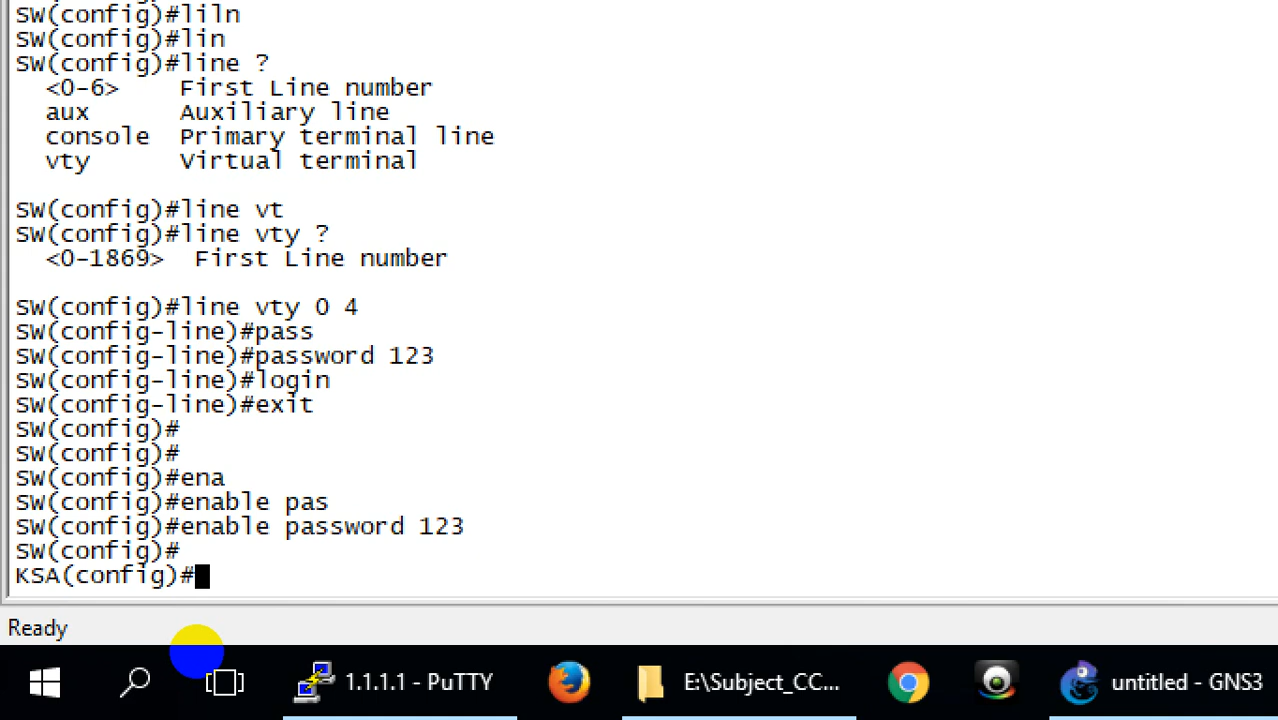 SW(config)#liln
SW(config)#lin
SW(config)#line ?
<0-6> First Line number
aux Auxiliary line
console Primary terminal line
vty Virtual terminal
SW(config)#line vt
SW(config)#line vty ?
<0-1869> First Line number
SW(config)#line vty 0 4
SW(config-line)#pass
SW(config-line)#password 123
SW(config-line)#login
SW(config-line)#exit
SW(config)#
SW(config)#
SW(config)#ena
SW(config)#enable pas
SW(config)#enable password 123
SW(config)#
KSA(config)#
Ready
1.1.1.1 - PuTTY
E:\Subject_CC...
untitled - GNS3